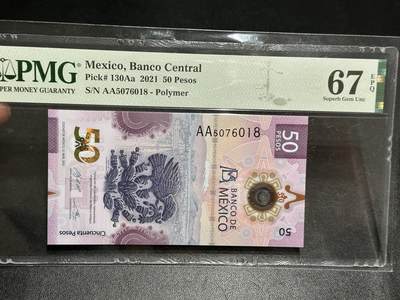 PMG
PER MONEY GUARANTY
Mexico, Banco Central
Pick# 130Aa 2021 50 Pesos
S/N AA5076018 - Polymer
67 EPQ
Superb Gem Unc
50
AA5076018
50
PESOS
BANCO DE
MÉXICO
Cincuenta Pesos
50